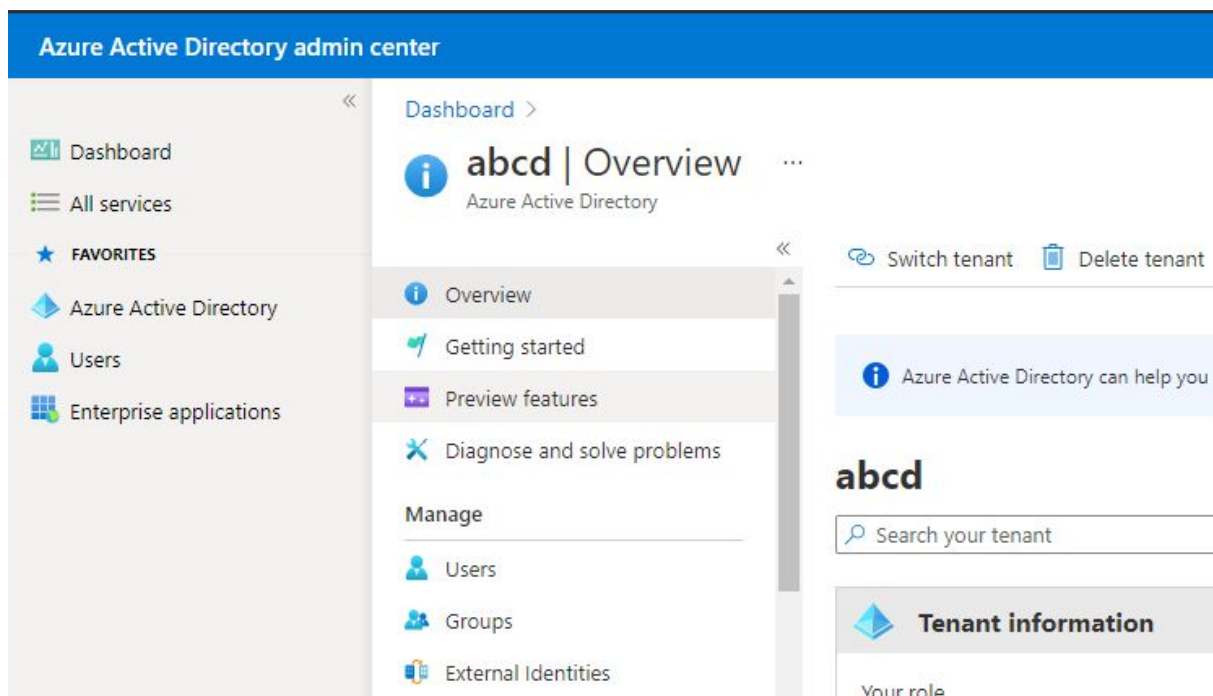 Azure Active Directory admin center
Dashboard
All services
FAVORITES
Azure Active Directory
Users
Enterprise applications
Dashboard >
abcd | Overview ...
Azure Active Directory
Overview
Getting started
Preview features
Diagnose and solve problems
Manage
Users
Groups
External Identities
Switch tenant Delete tenant
Azure Active Directory can help you
abcd
Search your tenant
Tenant information
Your role